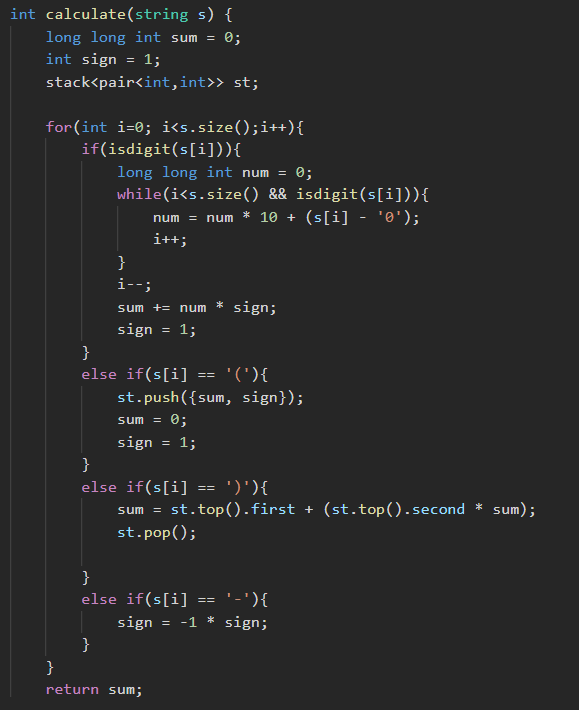 int calculate(string s) {
    long long int sum = 0;
    int sign = 1;
    stack<pair<int,int>> st;

    for(int i=0; i<s.size();i++){
        if(isdigit(s[i])){
            long long int num = 0;
            while(i<s.size() && isdigit(s[i])){
                num = num * 10 + (s[i] - '0');
                i++;
            }
            i--;
            sum += num * sign;
            sign = 1;
        }
        else if(s[i] == '('){
            st.push({sum, sign});
            sum = 0;
            sign = 1;
        }
        else if(s[i] == ')'){
            sum = st.top().first + (st.top().second * sum);
            st.pop();

        }
        else if(s[i] == '-'){
            sign = -1 * sign;
        }
    }
    return sum;